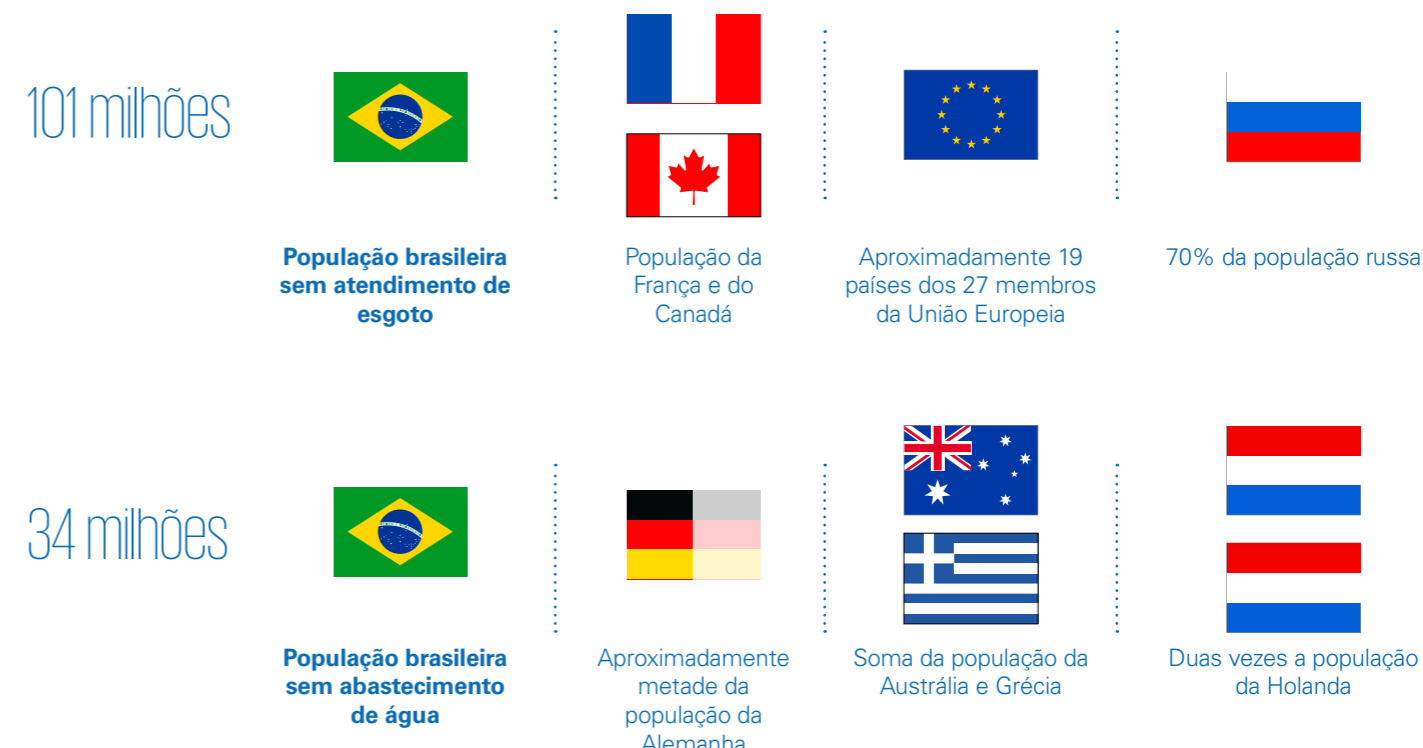 101 milhões
População brasileira
sem atendimento de
esgoto
População da
França e do
Canadá
Aproximadamente 19
países dos 27 membros
da União Europeia
70% da população russa
34 milhões
População brasileira
sem abastecimento
de água
Aproximadamente
metade da
população da
Alemanha
Soma da população da
Austrália e Grécia
Duas vezes a população
da Holanda